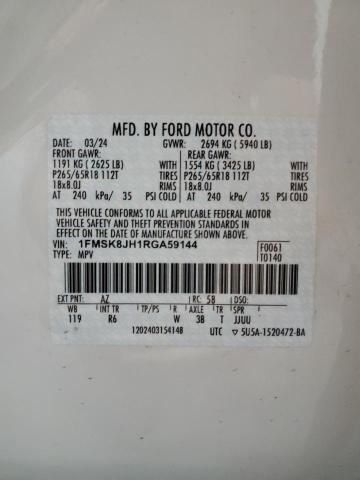 MFD. BY FORD MOTOR CO.
DATE: 03/24 GVWR: 2694 KG ( 5940 LB)
FRONT GAWR: REAR GAWR:
1191 KG ( 2625 LB) 1554 KG ( 3425 LB)
P265/65R18 112T TIRES P265/65R18 112T TIRES
18x8.0J RIMS 18x8.0J RIMS
AT 240 kPa/ 35 PSI COLD AT 240 kPa/ 35 PSI COLD
THIS VEHICLE CONFORMS TO ALL APPLICABLE FEDERAL MOTOR VEHICLE
SAFETY AND THEFT PREVENTION STANDARDS IN EFFECT ON THE DATE OF
MANUFACTURE SHOWN ABOVE.
VIN: 1FMSK8JH1RGA59144 F0061
TYPE: MPV T0140
EXT PNT: AZ RC: 58 DSO:
WB INT TR TP/PS R AXLE TR SPR
119 R6 W 3B T JJUU
1202403154148 UTC ▽5U5A-1520472-BA